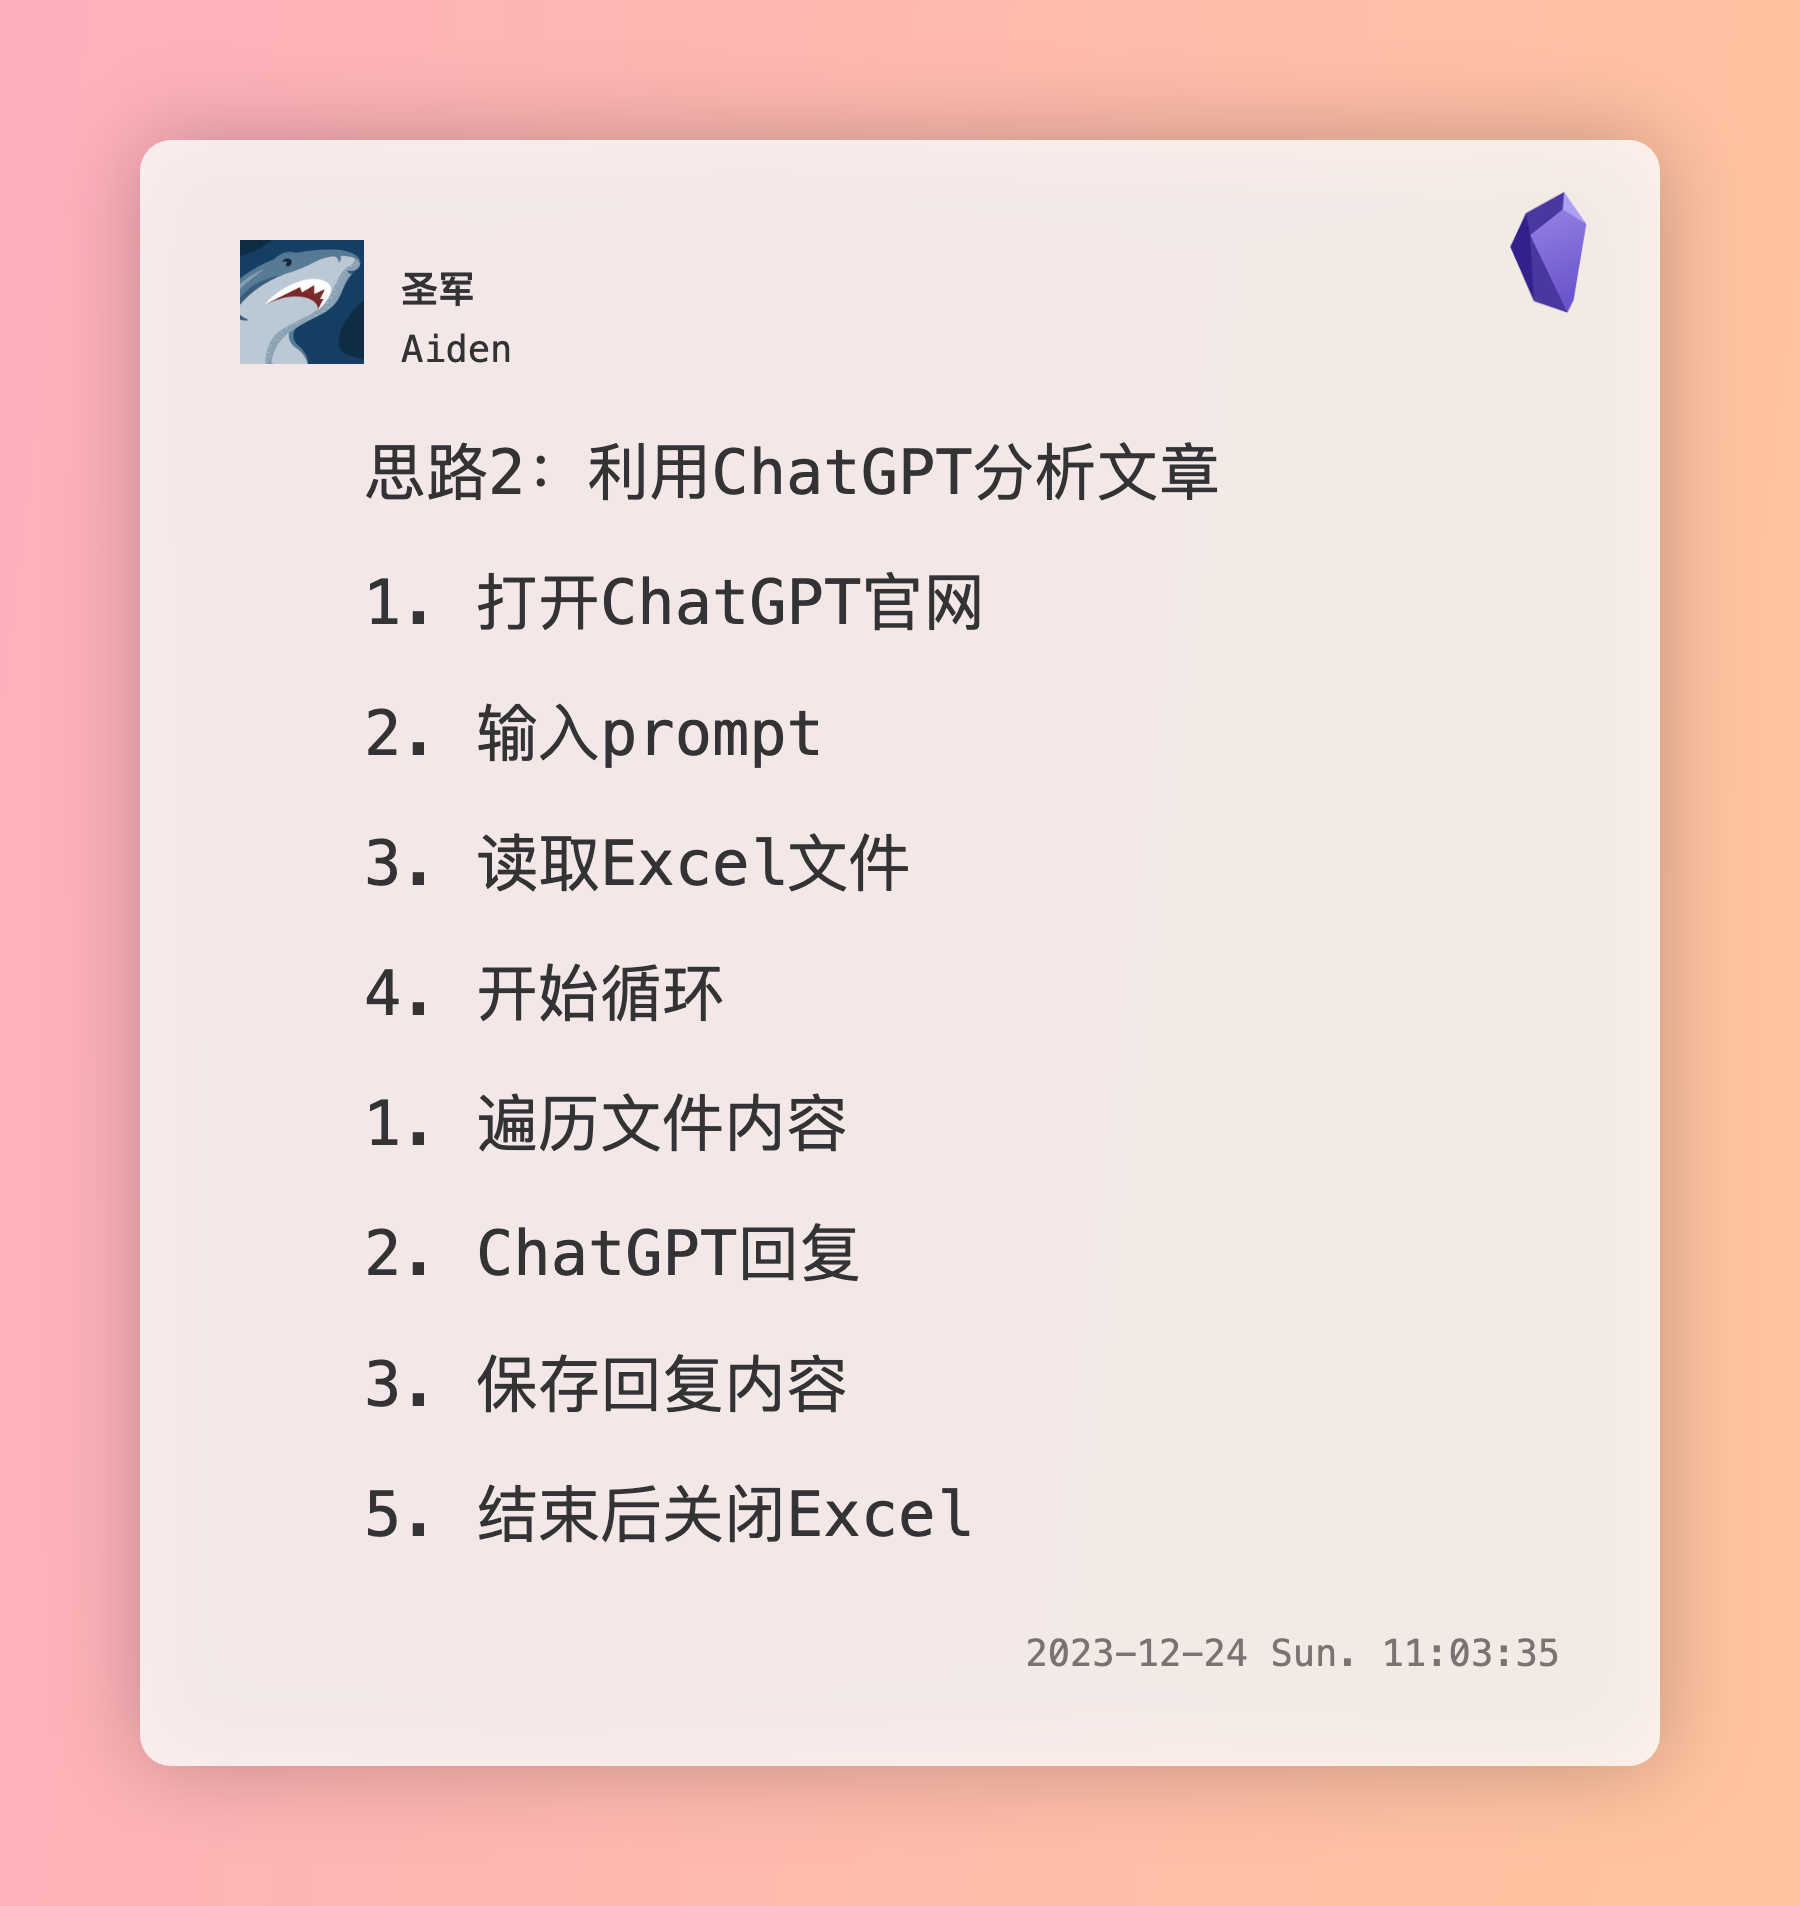 圣军
Aiden
思路2：利用ChatGPT分析文章
1. 打开ChatGPT官网
2. 输入prompt
3. 读取Excel文件
4. 开始循环
1. 遍历文件内容
2. ChatGPT回复
3. 保存回复内容
5. 结束后关闭Excel
2023-12-24 Sun. 11:03:35